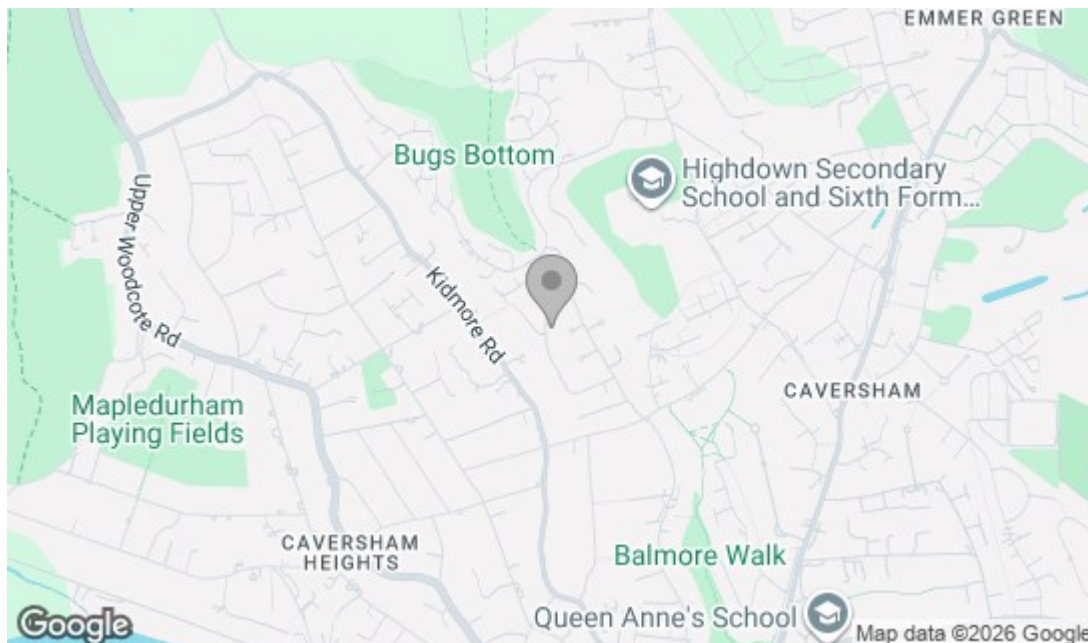 EMMER GREEN
Bugs Bottom
Highdown Secondary
School and Sixth Form...
Upper Woodcote Rd
Kidmore Rd
Mapledurham
Playing Fields
CAVERSHAM
CAVERSHAM
HEIGHTS
Balmore Walk
Queen Anne's School
Google
Map data ©2026 Google